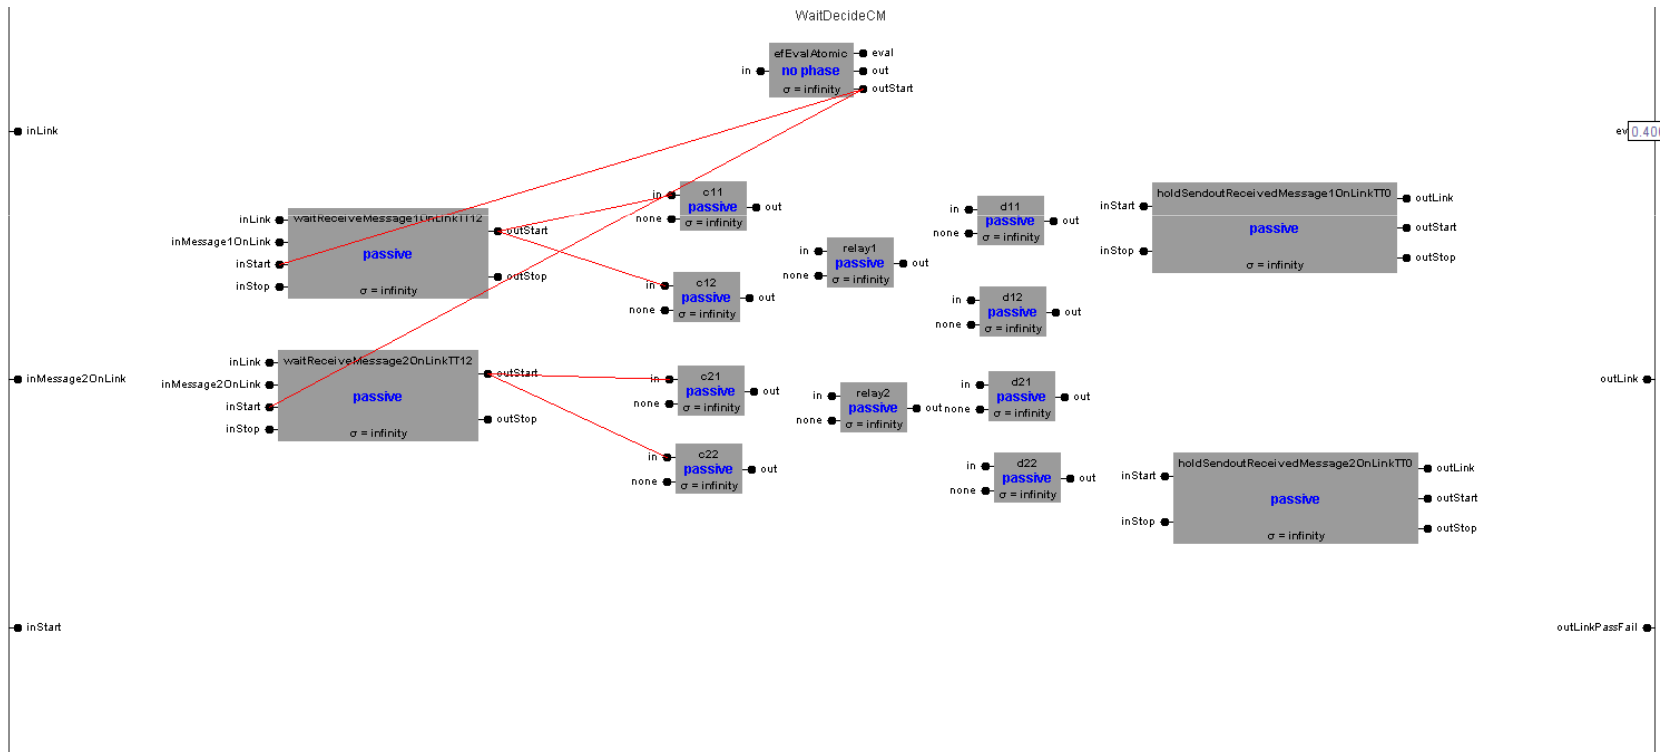 WaitDecideCM
efEvalAtomic
eval
in
no phase
out
σ = infinity
outStart
inLink
ev
0.400
in
c11
passive
out
none
σ = infinity
inLink
waitReceiveMessage1OnLinkTT12
outStart
inMessage1OnLink
passive
inStart
outStop
inStop
σ = infinity
in
d11
passive
out
none
σ = infinity
holdSendoutReceivedMessage1OnLinkTT0
outLink
inStart
passive
outStart
inStop
outStop
σ = infinity
in
relay1
passive
out
none
σ = infinity
in
c12
passive
out
none
σ = infinity
in
d12
passive
out
none
σ = infinity
inLink
waitReceiveMessage2OnLinkTT12
outStart
inMessage2OnLink
passive
inStart
outStop
inStop
σ = infinity
inMessage2OnLink
in
c21
passive
out
none
σ = infinity
in
relay2
passive
out
none
σ = infinity
in
d21
passive
out
none
σ = infinity
outLink
in
c22
passive
out
none
σ = infinity
in
d22
passive
out
none
σ = infinity
holdSendoutReceivedMessage2OnLinkTT0
outLink
inStart
passive
outStart
inStop
outStop
σ = infinity
inStart
outLinkPassFail